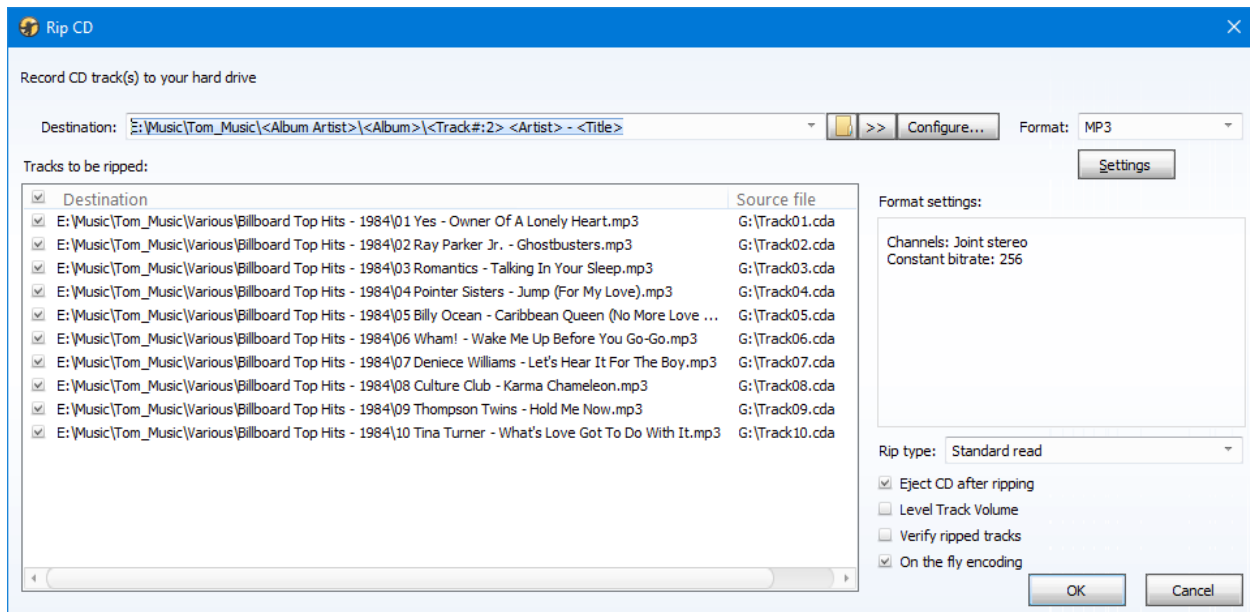 Rip CD
Record CD track(s) to your hard drive
Destination: E:\Music\Tom_Music\<Album Artist>\<Album>\<Track#:2> <Artist> - <Title> >> Configure... Format: MP3
Tracks to be ripped: Settings
Destination Source file
E:\Music\Tom_Music\Various\Billboard Top Hits - 1984\01 Yes - Owner Of A Lonely Heart.mp3 G:\Track01.cda
E:\Music\Tom_Music\Various\Billboard Top Hits - 1984\02 Ray Parker Jr. - Ghostbusters.mp3 G:\Track02.cda
E:\Music\Tom_Music\Various\Billboard Top Hits - 1984\03 Romantics - Talking In Your Sleep.mp3 G:\Track03.cda
E:\Music\Tom_Music\Various\Billboard Top Hits - 1984\04 Pointer Sisters - Jump (For My Love).mp3 G:\Track04.cda
E:\Music\Tom_Music\Various\Billboard Top Hits - 1984\05 Billy Ocean - Caribbean Queen (No More Love ... G:\Track05.cda
E:\Music\Tom_Music\Various\Billboard Top Hits - 1984\06 Wham! - Wake Me Up Before You Go-Go.mp3 G:\Track06.cda
E:\Music\Tom_Music\Various\Billboard Top Hits - 1984\07 Deniece Williams - Let's Hear It For The Boy.mp3 G:\Track07.cda
E:\Music\Tom_Music\Various\Billboard Top Hits - 1984\08 Culture Club - Karma Chameleon.mp3 G:\Track08.cda
E:\Music\Tom_Music\Various\Billboard Top Hits - 1984\09 Thompson Twins - Hold Me Now.mp3 G:\Track09.cda
E:\Music\Tom_Music\Various\Billboard Top Hits - 1984\10 Tina Turner - What's Love Got To Do With It.mp3 G:\Track10.cda
Format settings:
Channels: Joint stereo
Constant bitrate: 256
Rip type: Standard read
Eject CD after ripping
Level Track Volume
Verify ripped tracks
On the fly encoding
OK Cancel